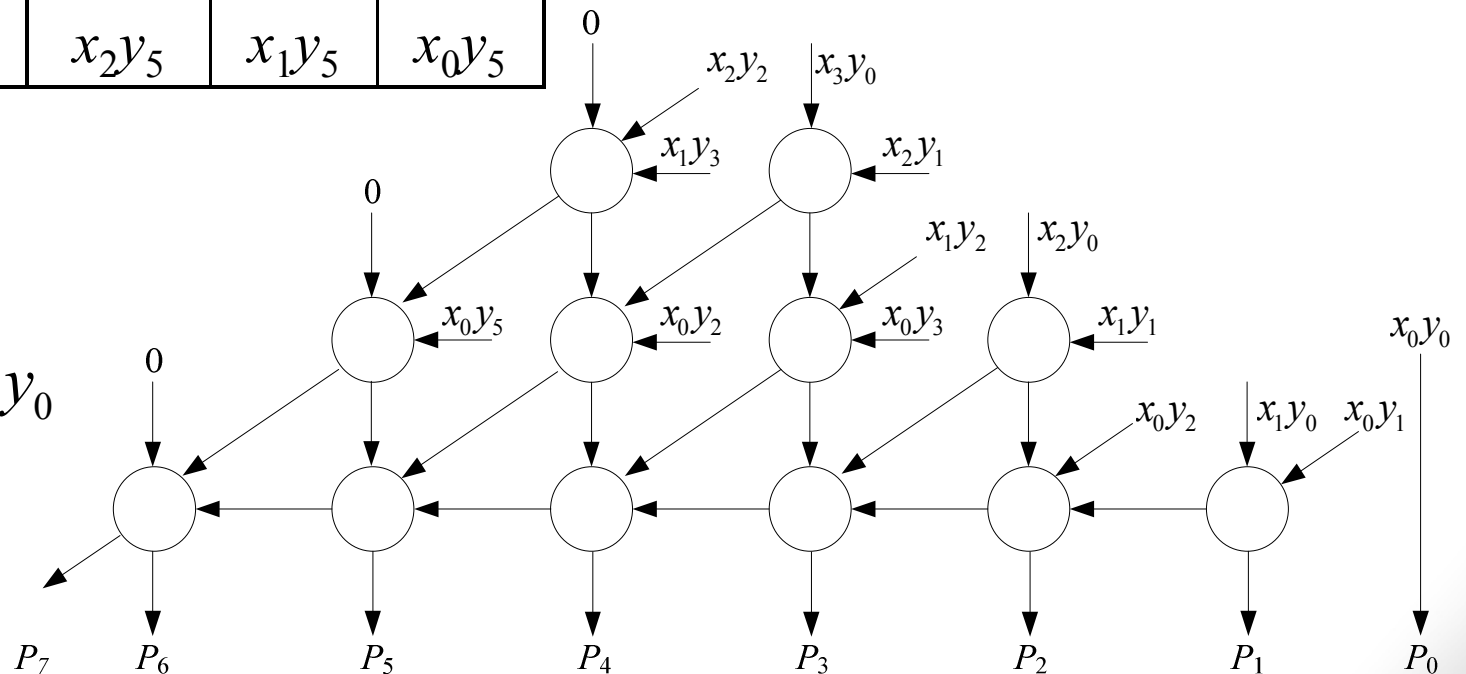 x₂y₅ x₁y₅ x₀y₅
0
x₂y₂ x₃y₀
x₁y₃ x₂y₁
0
x₁y₂ x₂y₀
x₀y₅ x₀y₂ x₀y₃ x₁y₁ x₀y₀
0
y₀ x₀y₂ x₁y₀ x₀y₁
P₇ P₆ P₅ P₄ P₃ P₂ P₁ P₀